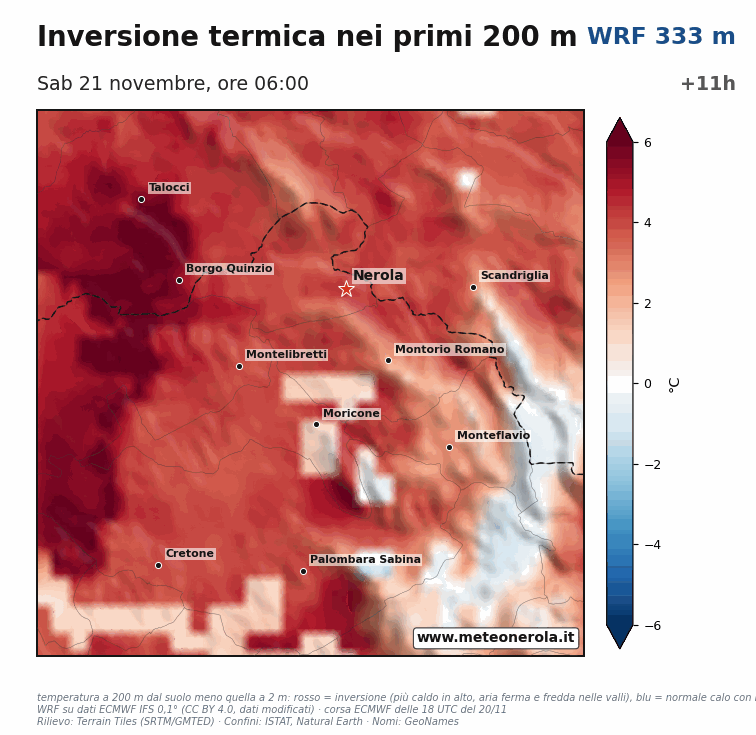 Inversione termica nei primi 200 m WRF 333 m
Sab 21 novembre, ore 06:00 +11h
Talocci
Borgo Quinzio
Nerola
Scandriglia
Montelibretti
Montorio Romano
Moricone
Monteflavio
Cretone
Palombara Sabina
www.meteonerola.it
6
4
2
0
−2
−4
−6
°C
temperatura a 200 m dal suolo meno quella a 2 m: rosso = inversione (più caldo in alto, aria ferma e fredda nelle valli), blu = normale calo con
WRF su dati ECMWF IFS 0,1° (CC BY 4.0, dati modificati) · corsa ECMWF delle 18 UTC del 20/11
Rilievo: Terrain Tiles (SRTM/GMTED) · Confini: ISTAT, Natural Earth · Nomi: GeoNames